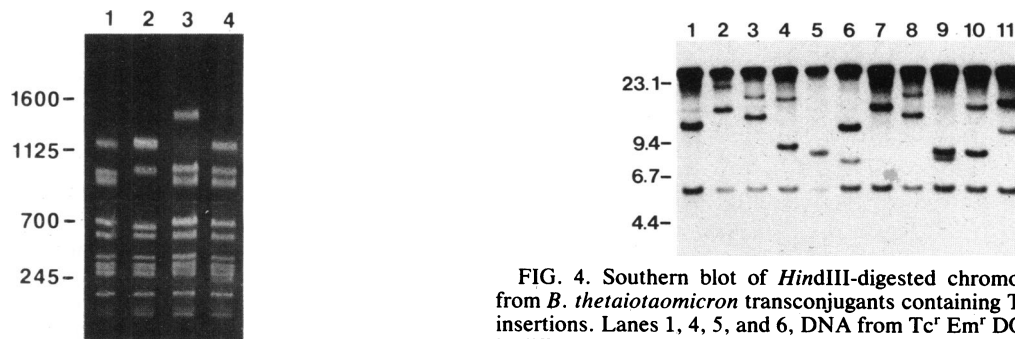 1 2 3 4
1600-
1125-
700-
245-
1 2 3 4 5 6 7 8 9 10 11
23.1-
9.4-
6.7-
4.4-
FIG. 4. Southern blot of HindIII-digested chromo
from B. thetaiotaomicron transconjugants containing T
insertions. Lanes 1, 4, 5, and 6, DNA from Tcʳ Emʳ DO